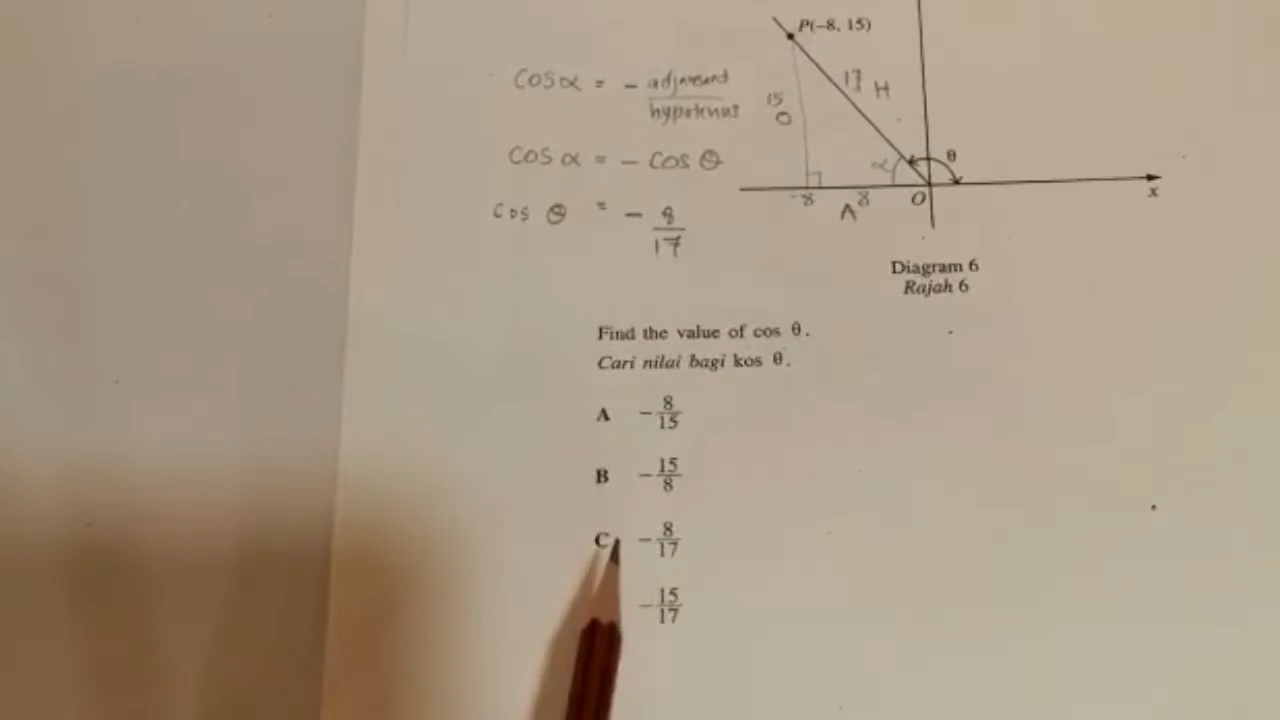 P(−8, 15)
17 H
15
O
α
θ
-8
8
A
O
x
Cos α = - adjacend
hypotenus
Cos α = - Cos θ
Cos θ = - 8
17
Diagram 6
Rajah 6
Find the value of cos θ.
Cari nilai bagi kos θ.
A −8/15
B −15/8
C −8/17
−15/17